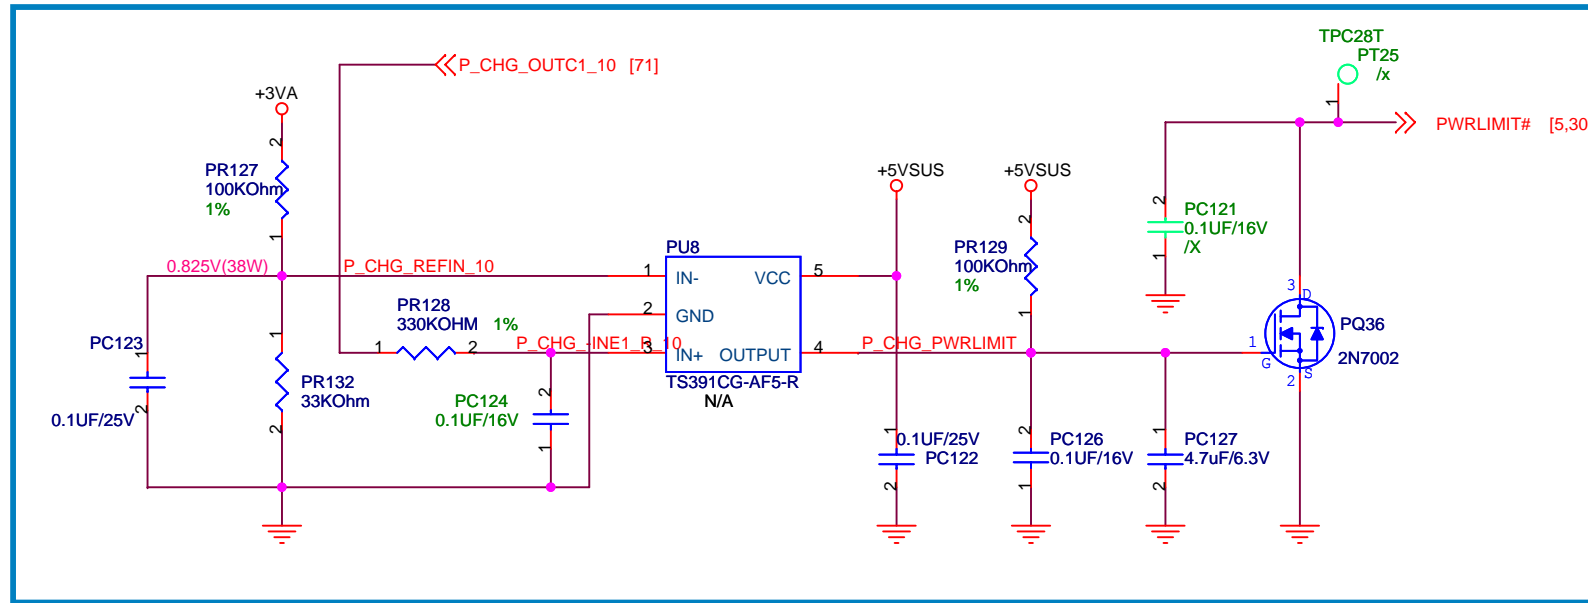 TPC28T
PT25
/x
1
P_CHG_OUTC1_10 [71]
+3VA
PWRLIMIT# [5,30
2
PR127
100KOhm
1%
1
+5VSUS
+5VSUS
2
PR129
100KOhm
1%
1
2
PC121
0.1UF/16V
/X
1
0.825V(38W)
P_CHG_REFIN_10
PU8
1
IN-
VCC
5
2
GND
3
IN+
OUTPUT
4
TS391CG-AF5-R
N/A
PR128
330KOHM
1%
1
2
P_CHG_-INE1_R_10
P_CHG_PWRLIMIT
3
D
1
G
S
2
PQ36
2N7002
PC123
1
2
0.1UF/25V
1
PR132
33KOhm
2
PC124
0.1UF/16V
2
1
1
0.1UF/25V
PC122
2
2
PC126
0.1UF/16V
1
1
PC127
4.7uF/6.3V
2